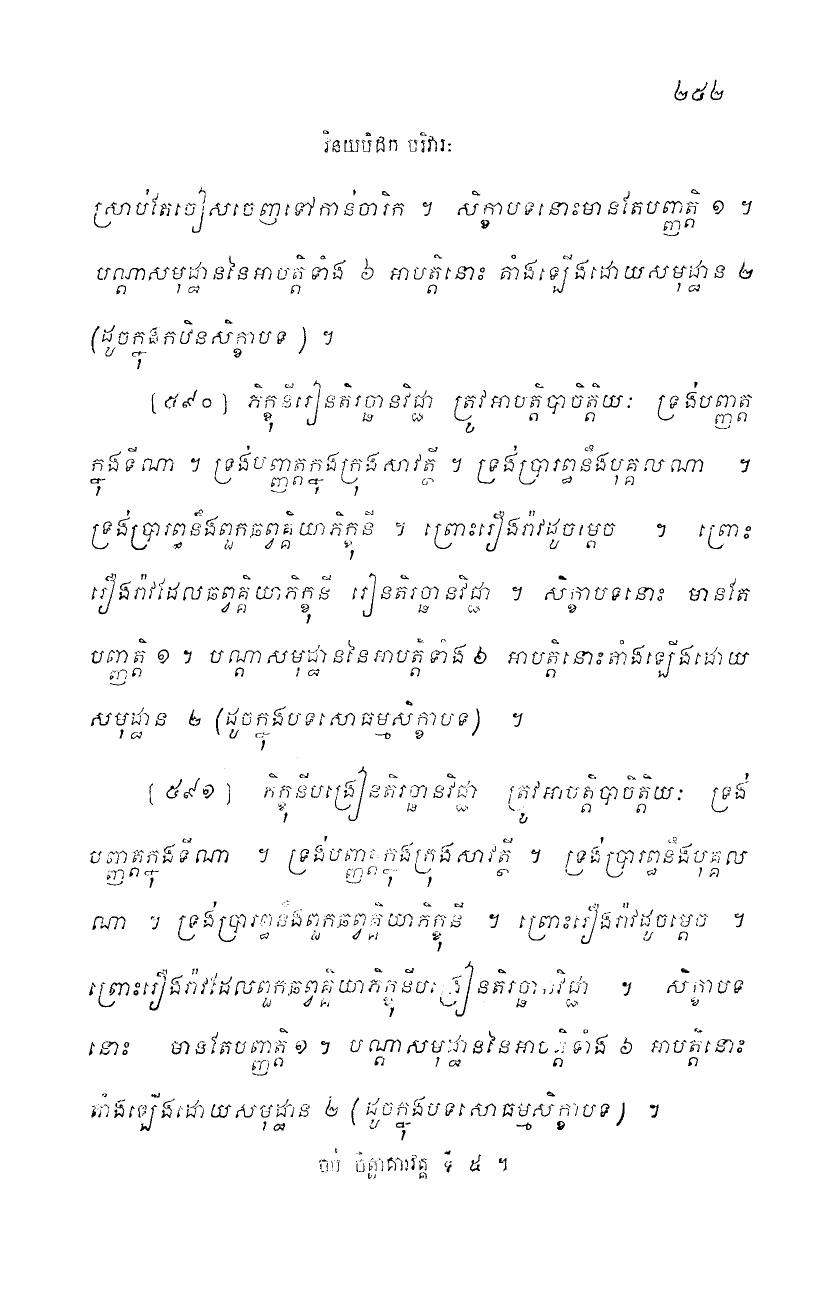 ២៥២
វិនយបិដក បរិវារៈ
ស្រាប់តែចៀសចេញទៅកាន់ចារិក ។ សិក្ខាបទនោះមានតែបញ្ញត្តិ ១ ។
បណ្តាសមុដ្ឋាននៃអាបត្តិទាំង ៦ អាបត្តិនោះ តាំងឡើងដោយសមុដ្ឋាន ២
(ដូចក្នុងកឋិនសិក្ខាបទ ) ។
[ ៥៩០ ] ភិក្ខុនីរៀនតិរច្ឆានវិជ្ជា ត្រូវអាបត្តិបាចិត្តិយៈ ទ្រង់បញ្ញត្ត
ក្នុងទីណា ។ ទ្រង់បញ្ញត្តក្នុងក្រុងសាវត្ថី ។ ទ្រង់ប្រារព្ធនឹងបុគ្គលណា ។
ទ្រង់ប្រារព្ធនឹងពួកឆព្វគ្គិយាភិក្ខុនី ។ ព្រោះរឿងរ៉ាវដូចម្តេច ។ ព្រោះ
រឿងរ៉ាវដែលឆព្វគ្គិយាភិក្ខុនី រៀនតិរច្ឆានវិជ្ជា ។ សិក្ខាបទនោះ មានតែ
បញ្ញត្តិ ១ ។ បណ្តាសមុដ្ឋាននៃអាបត្តិទាំង ៦ អាបត្តិនោះតាំងឡើងដោយ
សមុដ្ឋាន ២ (ដូចក្នុងបទសោធម្មសិក្ខាបទ) ។
[ ៥៩១ ] ភិក្ខុនីបង្រៀនតិរច្ឆានវិជ្ជា ត្រូវអាបត្តិបាចិត្តិយៈ ទ្រង់
បញ្ញត្តក្នុងទីណា ។ ទ្រង់បញ្ញត្តក្នុងក្រុងសាវត្ថី ។ ទ្រង់ប្រារព្ធនឹងបុគ្គល
ណា ។ ទ្រង់ប្រារព្ធនឹងពួកឆព្វគ្គិយាភិក្ខុនី ។ ព្រោះរឿងរ៉ាវដូចម្តេច ។
ព្រោះរឿងរ៉ាវដែលពួកឆព្វគ្គិយាភិក្ខុនីបង្រៀនតិរច្ឆានវិជ្ជា ។ សិក្ខាបទ
នោះ មានតែបញ្ញត្តិ ១ ។ បណ្តាសមុដ្ឋាននៃអាបត្តិទាំង ៦ អាបត្តិនោះ
តាំងឡើងដោយសមុដ្ឋាន ២ ( ដូចក្នុងបទសោធម្មសិក្ខាបទ) ។
ចប់ ចិត្តាគារវគ្គ ទី ៥ ។